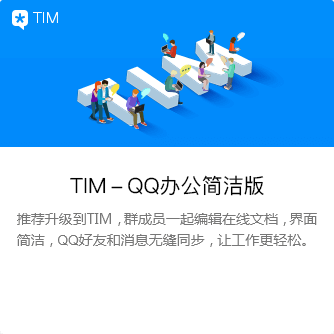 TIM
TIM – QQ办公简洁版
推荐升级到TIM，群成员一起编辑在线文档，界面
简洁，QQ好友和消息无缝同步，让工作更轻松。